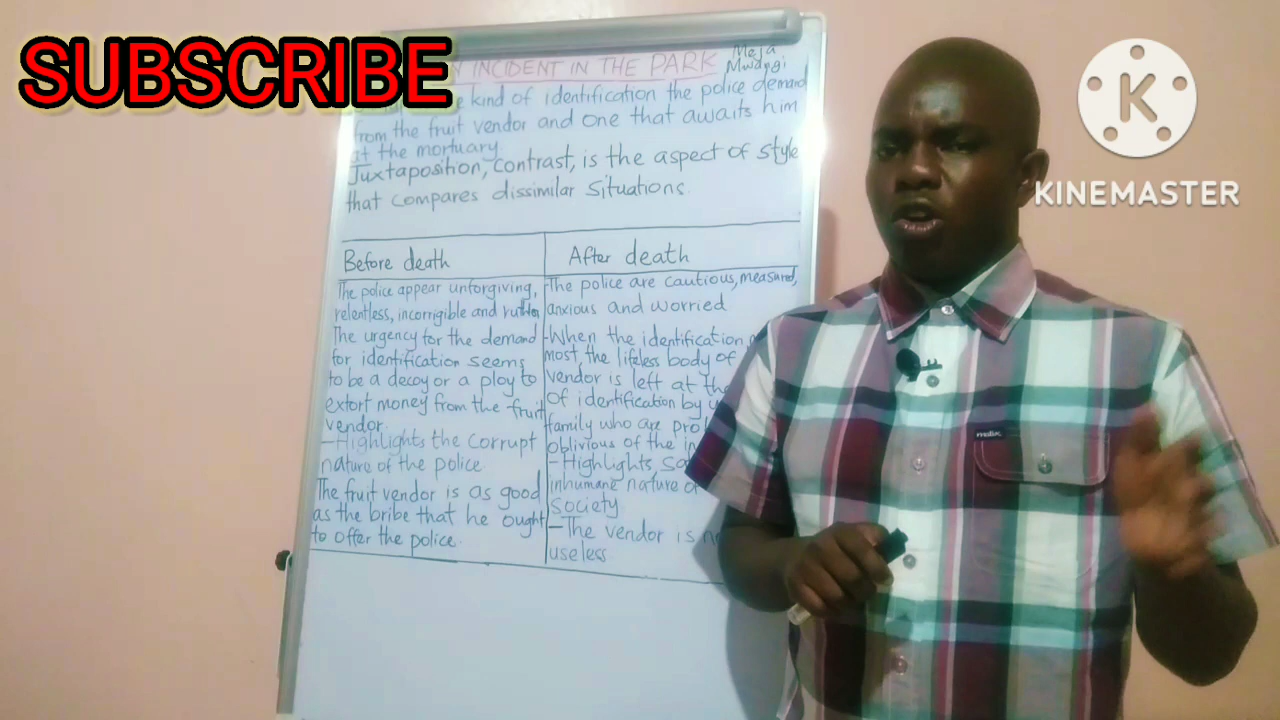 SUBSCRIBE
K
KINEMASTER
N INCIDENT IN THE PARK
Meja
Mwangi
kind of identification the police demand
from the fruit vendor and one that awaits him
at the mortuary.
Juxtaposition, contrast, is the aspect of style
that compares dissimilar situations.
Before death
The police appear unforgiving,
relentless, incorrigible and
The urgency for the demand
for identification seems
to be a decoy or a ploy to
extort money from the fruit
vendor.
-Highlights the corrupt
nature of the police
The fruit vendor is as good
as the bribe that he ought
to offer the police.
After death
The police are cautious, measured,
anxious and worried
-When the identification
most, the lifeless body of
vendor is left at the
of identification by
family who are
oblivious of the
-Highlights
inhumane nature of
society
-The vendor is
useless
malix